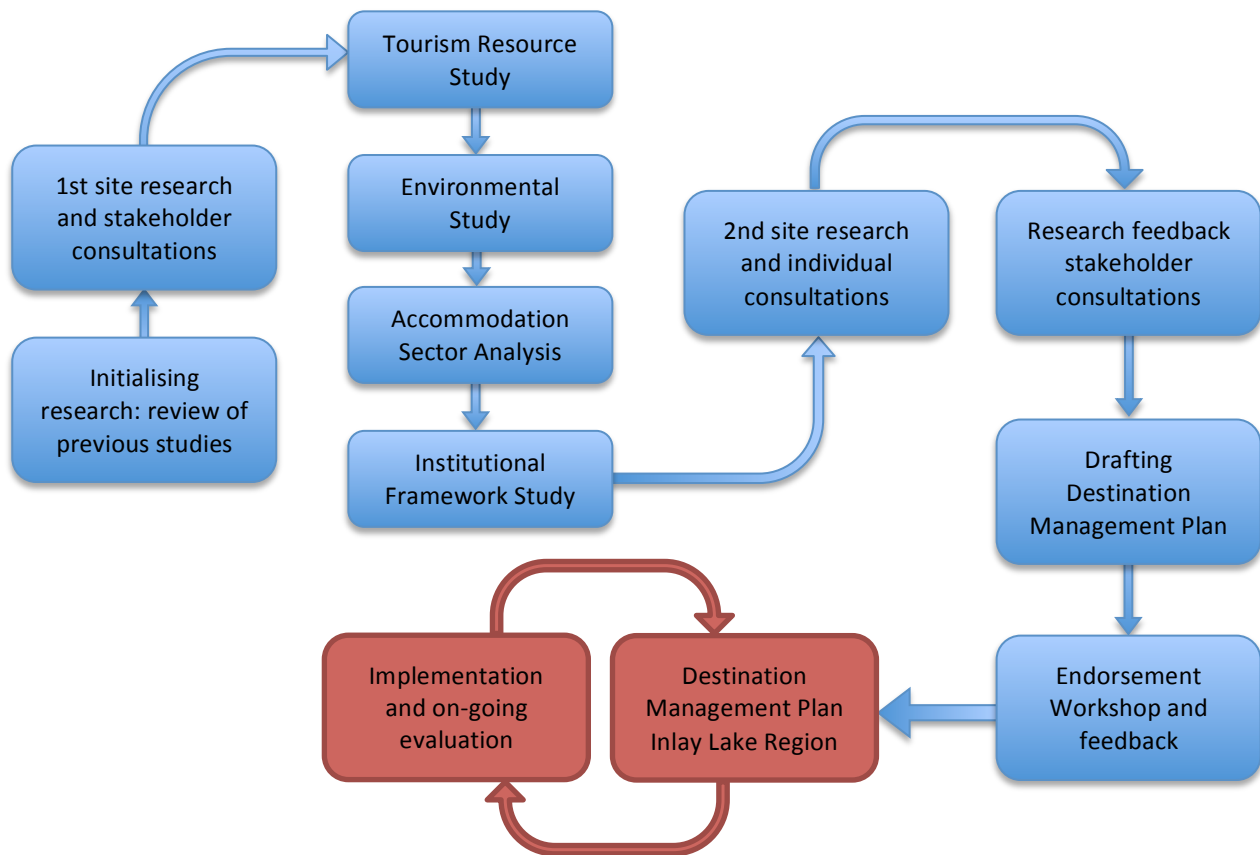 Initialising
research: review of
previous studies
1st site research
and stakeholder
consultations
Tourism Resource
Study
Environmental
Study
Accommodation
Sector Analysis
Institutional
Framework Study
2nd site research
and individual
consultations
Research feedback
stakeholder
consultations
Drafting
Destination
Management Plan
Endorsement
Workshop and
feedback
Destination
Management Plan
Inlay Lake Region
Implementation
and on-going
evaluation